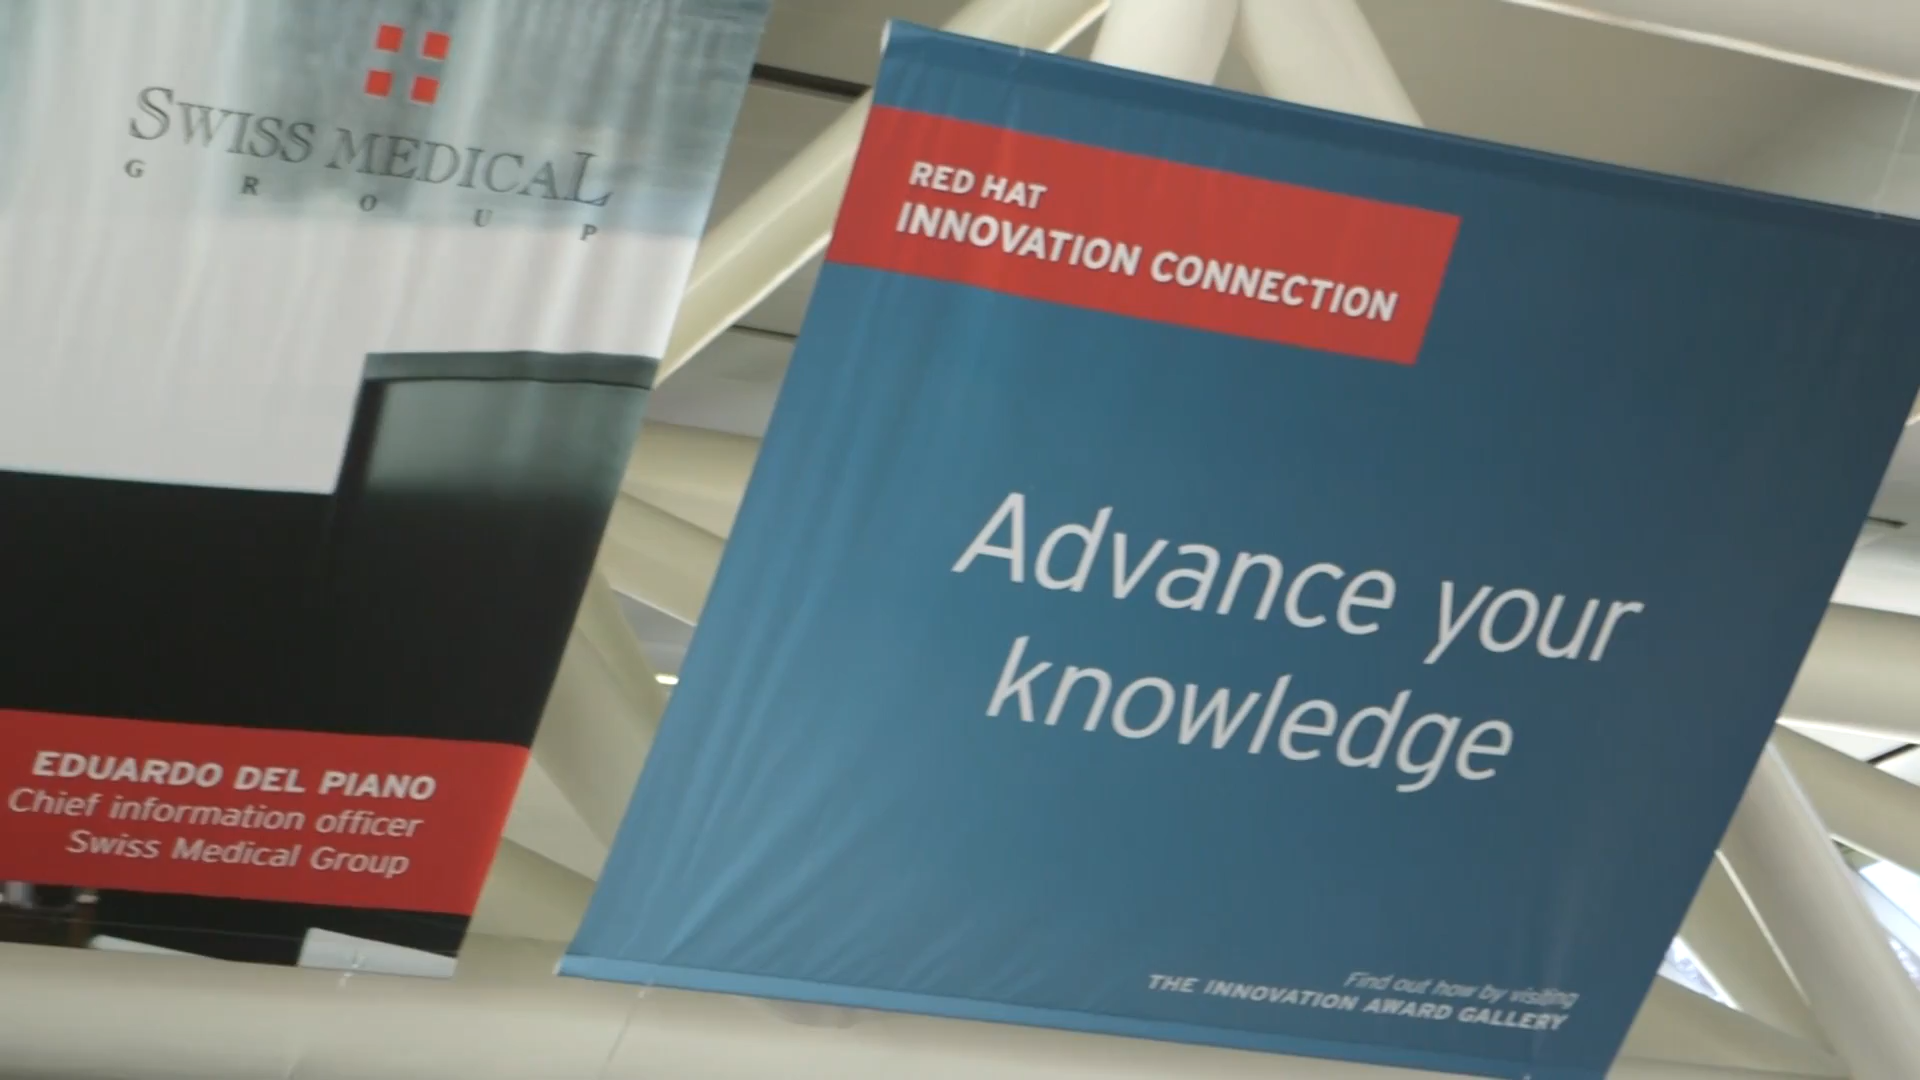 SWISS MEDICAL
GROUP
EDUARDO DEL PIANO
Chief information officer
Swiss Medical Group
RED HAT
INNOVATION CONNECTION
Advance your
knowledge
Find out how by visiting
THE INNOVATION AWARD GALLERY